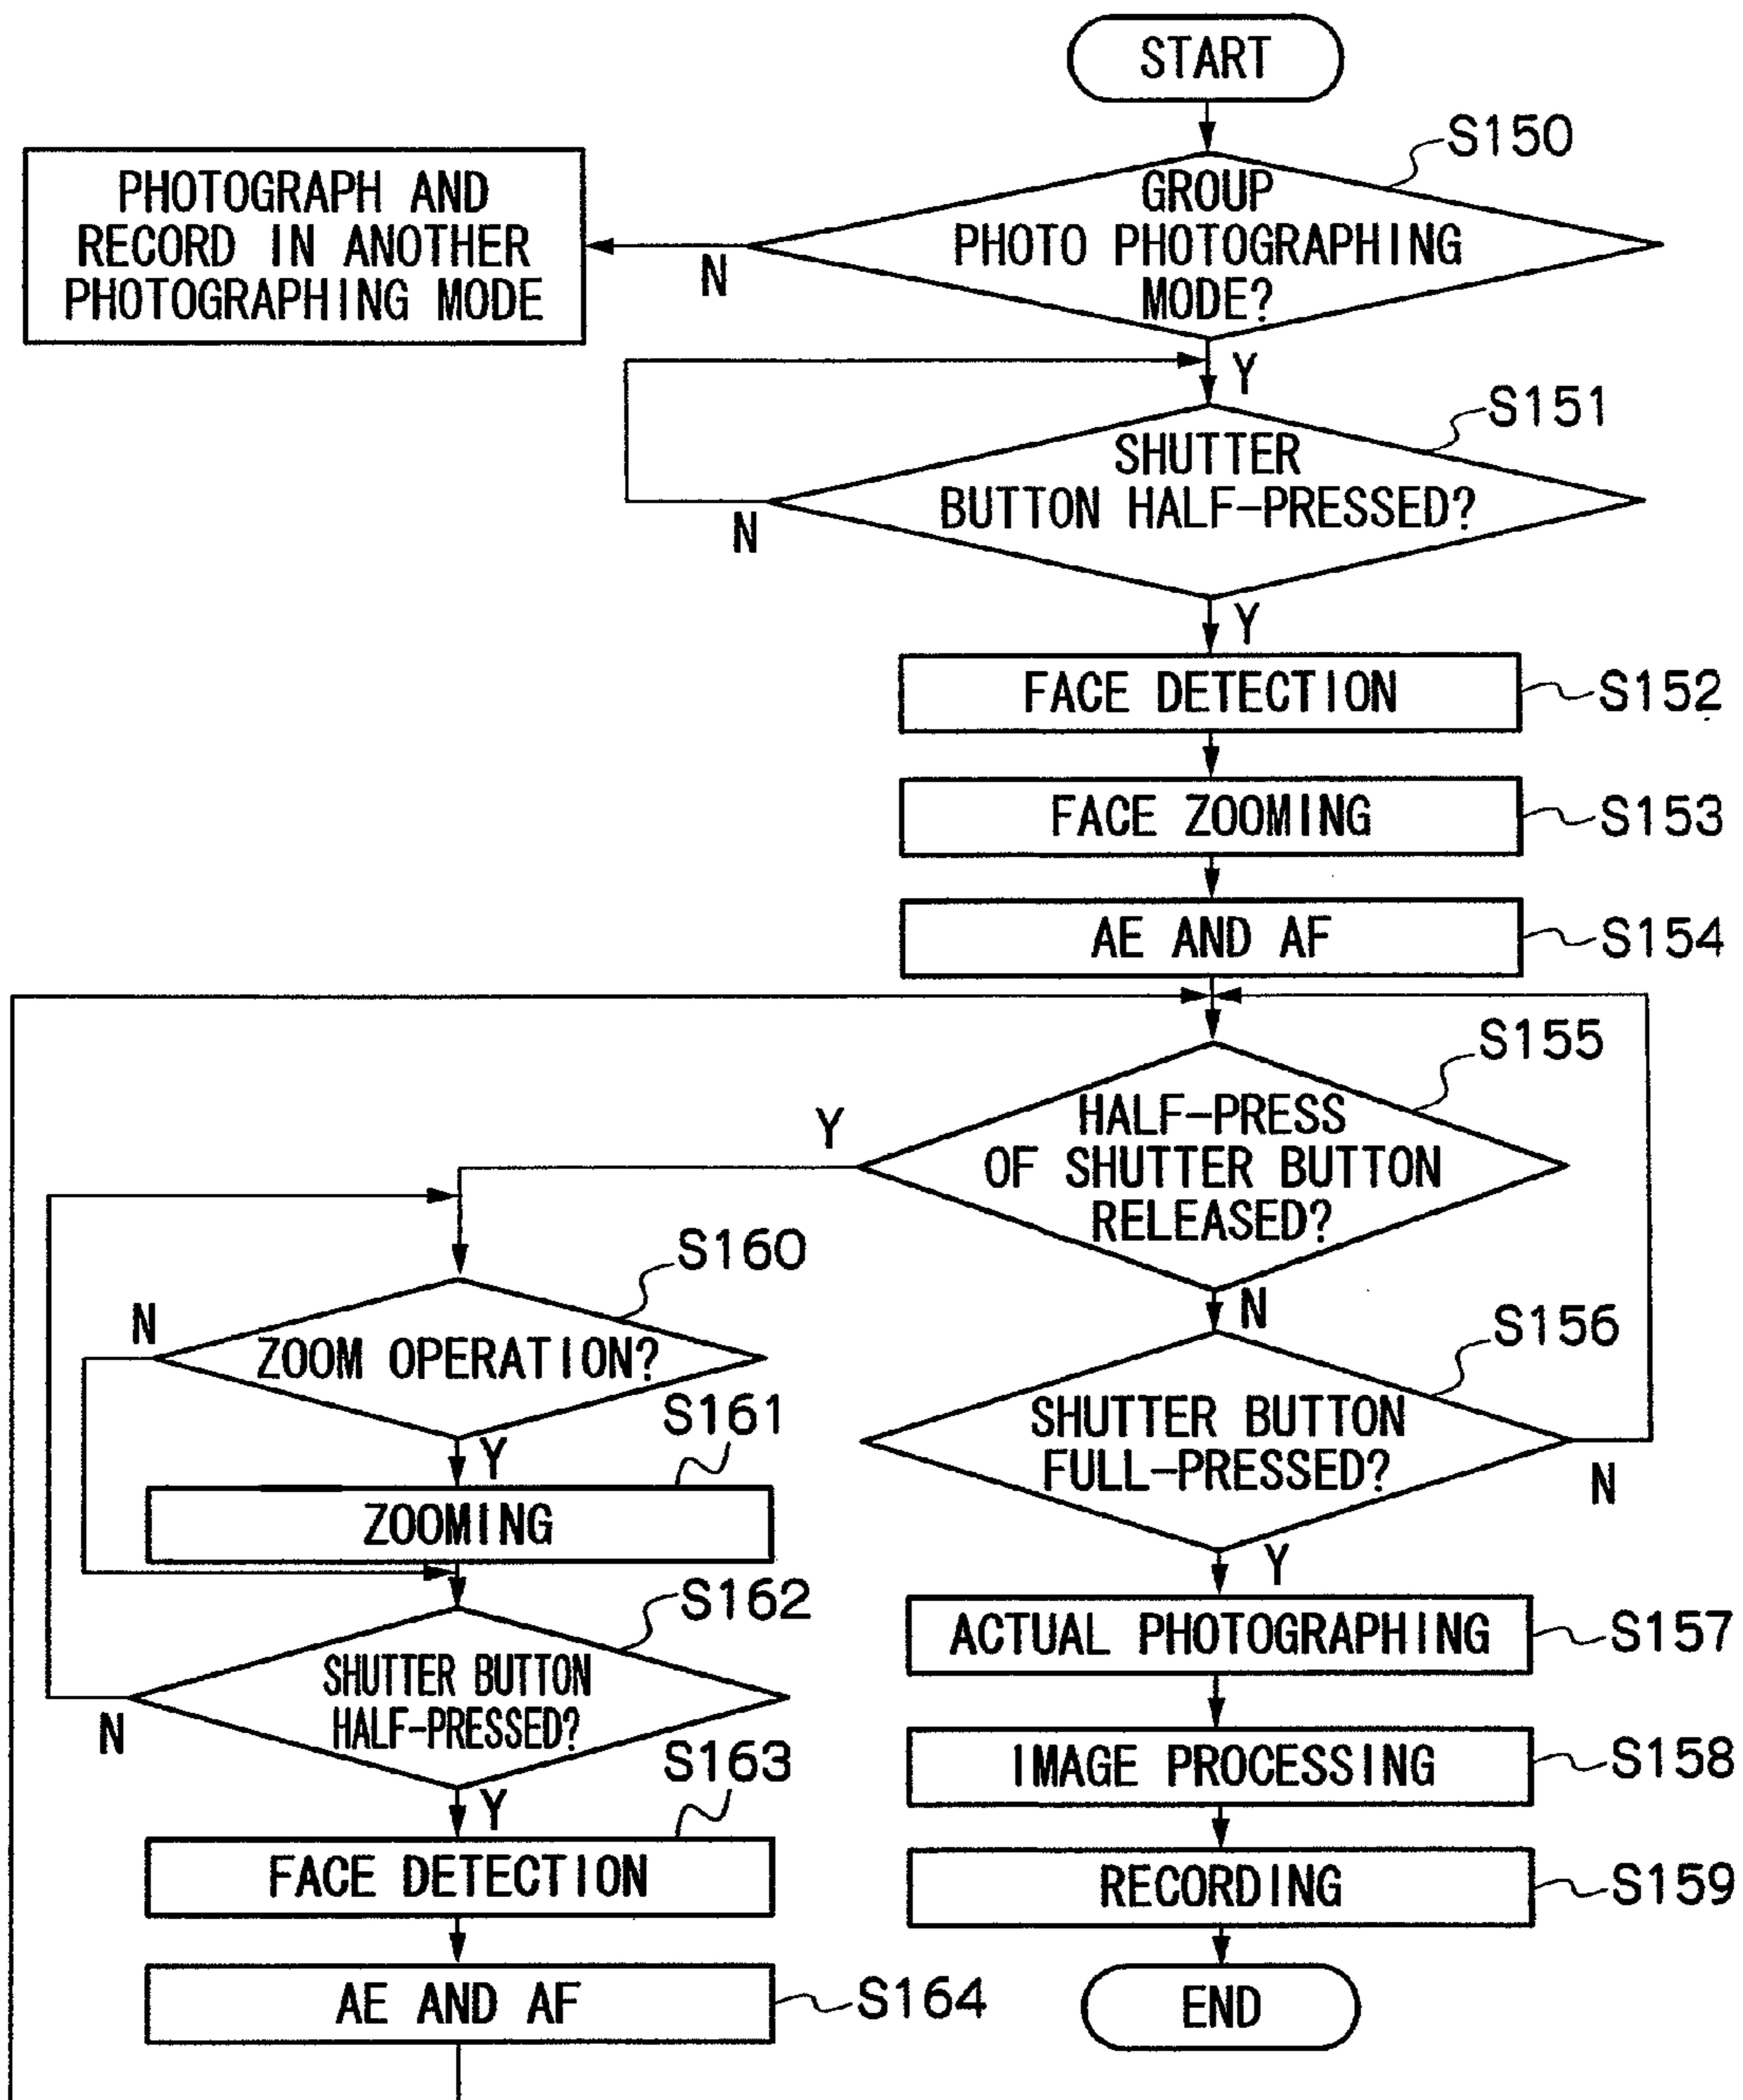 START
S150
GROUP
PHOTO PHOTOGRAPHING
MODE?
N
PHOTOGRAPH AND
RECORD IN ANOTHER
PHOTOGRAPHING MODE
Y
S151
SHUTTER
BUTTON HALF-PRESSED?
N
Y
FACE DETECTION
S152
FACE ZOOMING
S153
AE AND AF
S154
S155
HALF-PRESS
OF SHUTTER BUTTON
RELEASED?
Y
N
S156
SHUTTER BUTTON
FULL-PRESSED?
N
Y
ACTUAL PHOTOGRAPHING
S157
IMAGE PROCESSING
S158
RECORDING
S159
END
S160
ZOOM OPERATION?
N
Y
S161
ZOOMING
S162
SHUTTER BUTTON
HALF-PRESSED?
N
Y
S163
FACE DETECTION
AE AND AF
S164